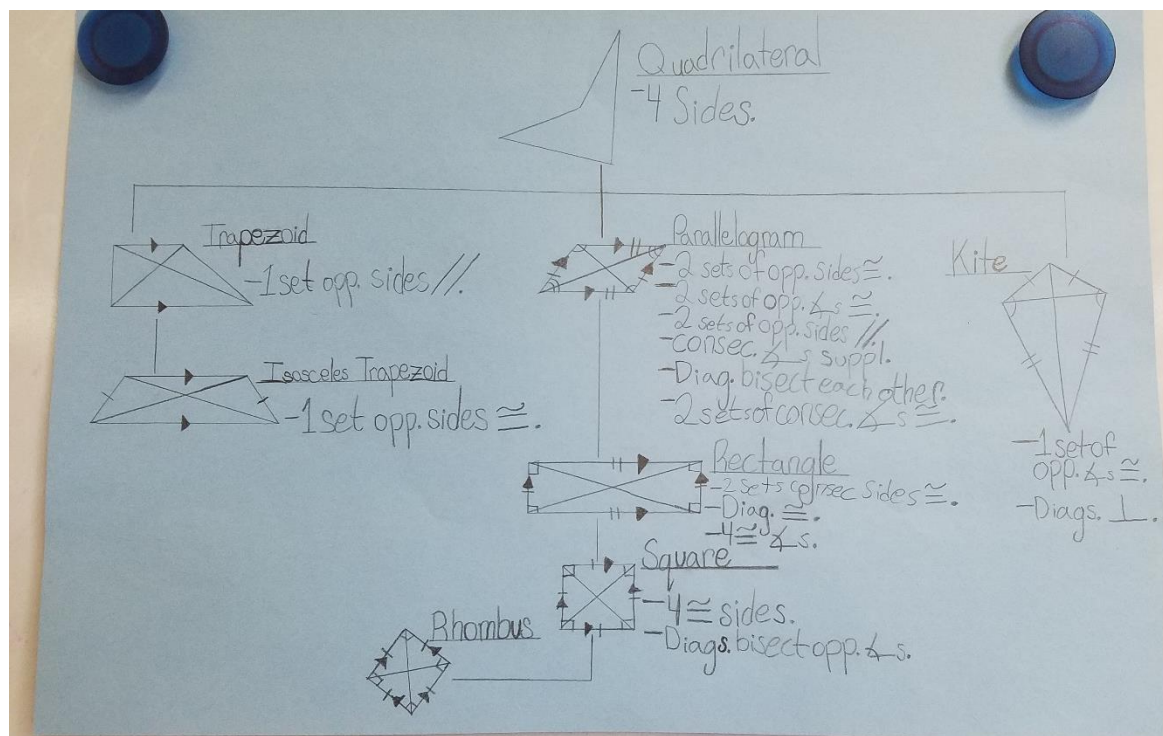 Quadrilateral
-4 Sides.
Trapezoid
-1 set opp. sides //.
Isosceles Trapezoid
-1 set opp. sides ≅.
Parallelogram
-2 sets of opp. sides ≅.
-2 sets of opp. ∡s ≅.
-2 sets of opp. sides //.
-consec. ∡s suppl.
-Diag. bisect each other.
-2 sets of consec. ∡s ≅.
Rectangle
-2 sets consec sides ≅.
-Diag. ≅.
-4 ≅ ∡s.
Square
-4 ≅ sides.
-Diags. bisect opp. ∡s.
Rhombus
Kite
-1 set of
opp. ∡s ≅.
-Diags. ⊥.